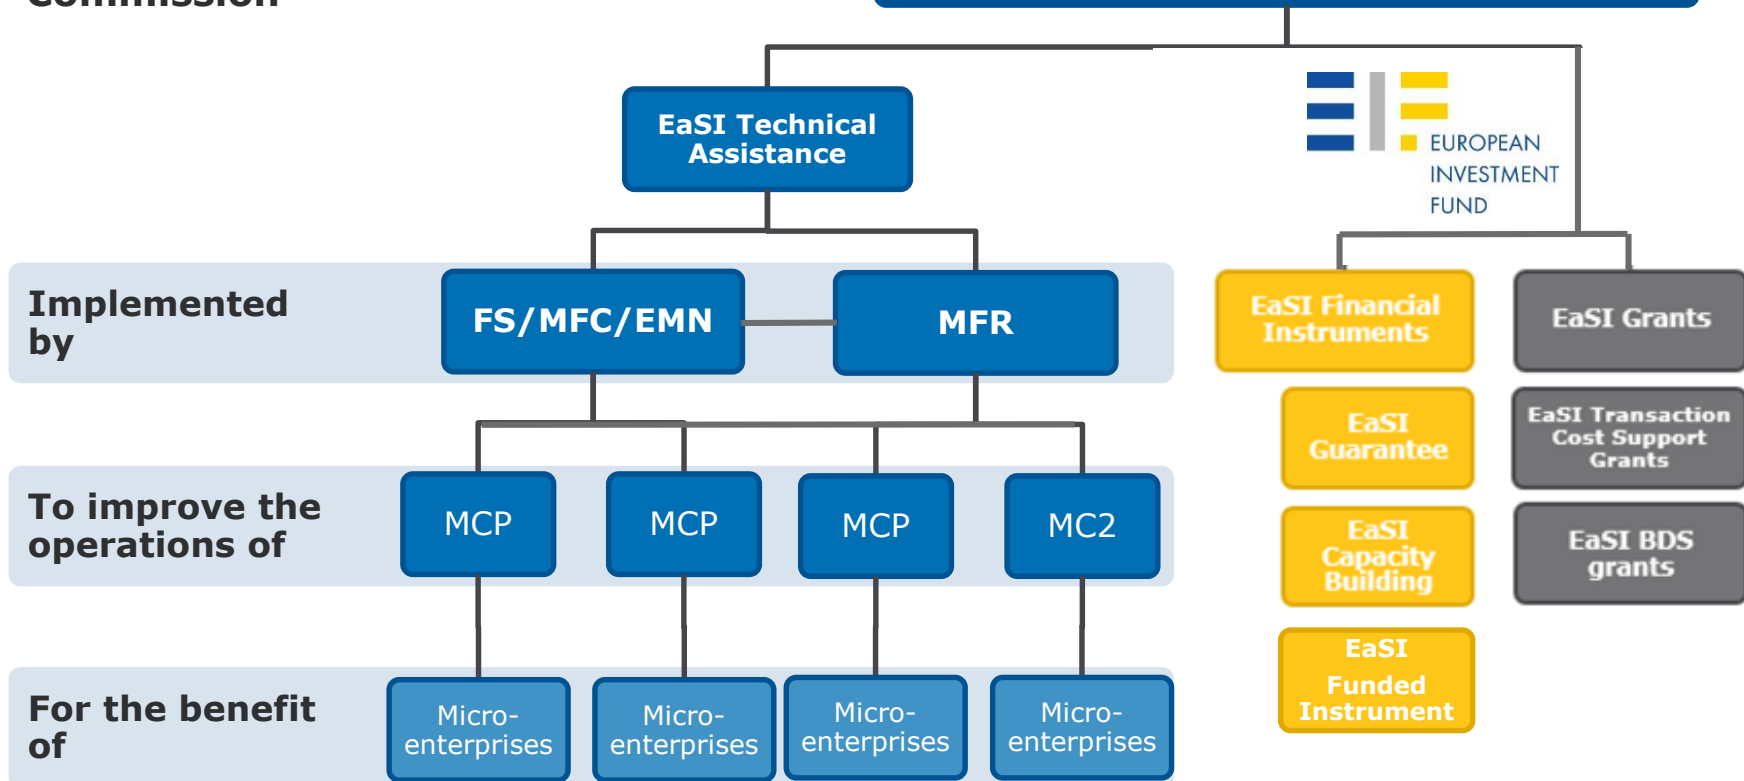 Commission
EaSI Technical
Assistance
EUROPEAN
INVESTMENT
FUND
Implemented
by
FS/MFC/EMN
MFR
EaSI Financial
Instruments
EaSI Grants
EaSI
Guarantee
EaSI Transaction
Cost Support
Grants
To improve the
operations of
MCP
MCP
MCP
MC2
EaSI
Capacity
Building
EaSI BDS
grants
EaSI
Funded
Instrument
For the benefit
of
Micro-
enterprises
Micro-
enterprises
Micro-
enterprises
Micro-
enterprises